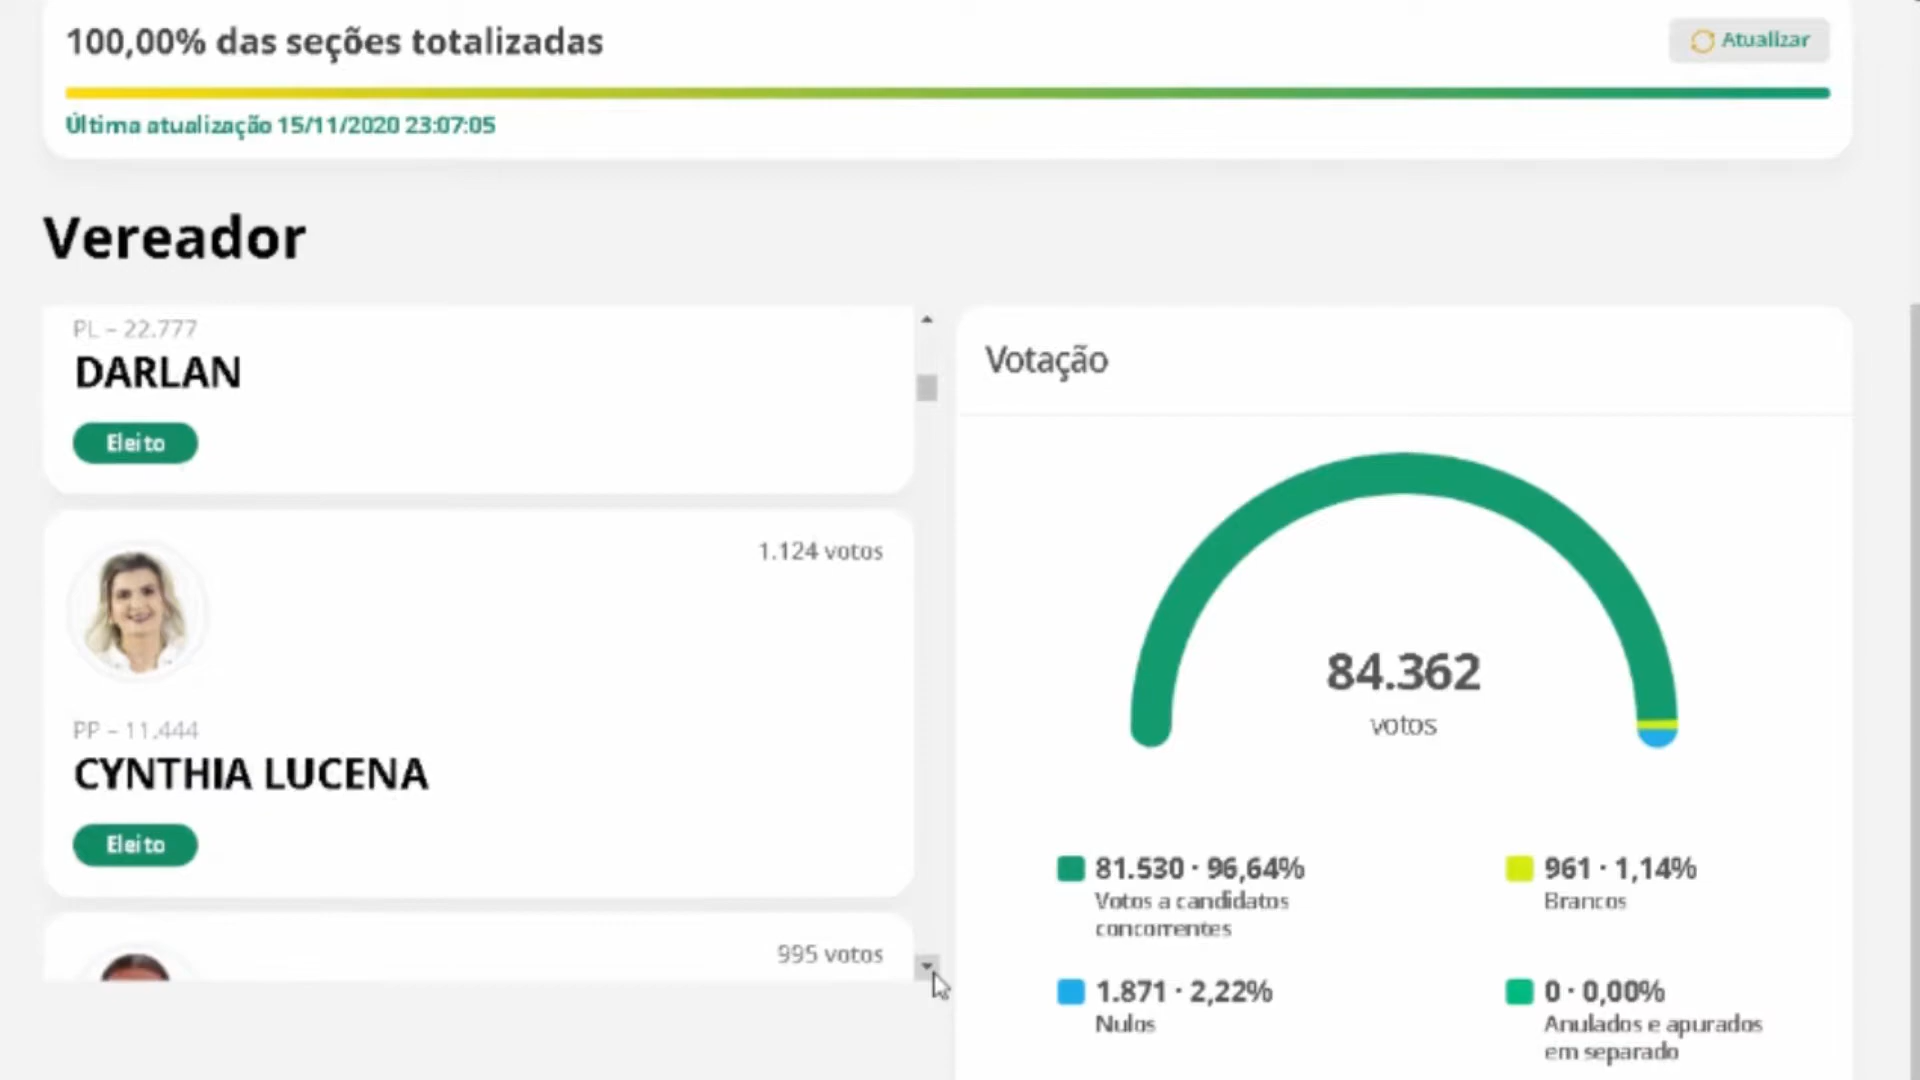 100,00% das seções totalizadas
Atualizar
Última atualização 15/11/2020 23:07:05
Vereador
PL – 22.777
DARLAN
Eleito
1.124 votos
PP – 11.444
CYNTHIA LUCENA
Eleito
995 votos
Votação
84.362
votos
81.530 · 96,64%
Votos a candidatos
concorrentes
961 · 1,14%
Brancos
1.871 · 2,22%
Nulos
0 · 0,00%
Anulados e apurados
em separado